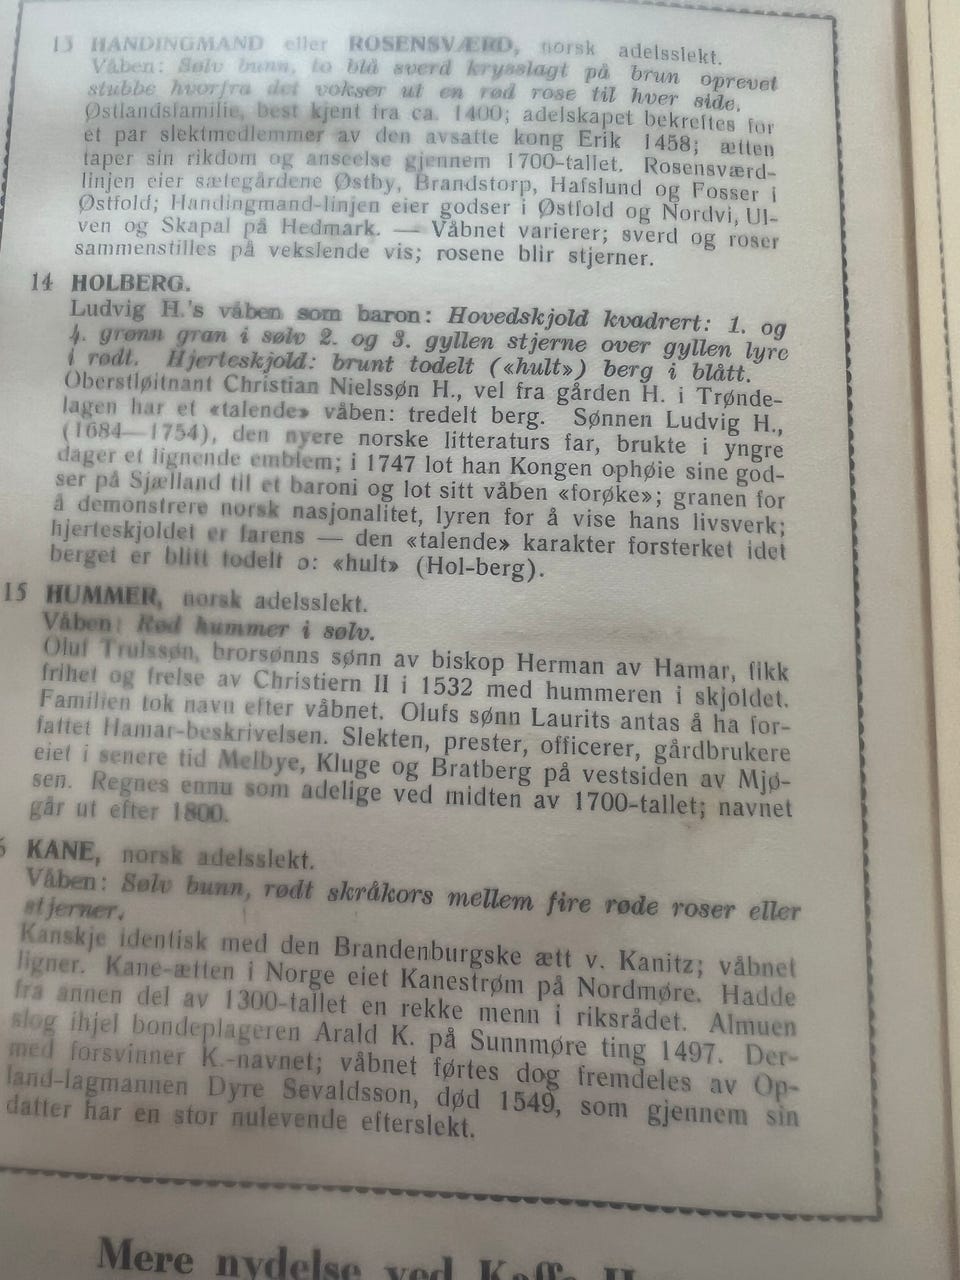 13 HANDINGMAND eller ROSENSVÆRD, norsk adelsslekt.
Våben: Sølv bunn, to blå sverd krysslagt på brun oprevet
stubbe hvorfra det vokser ut en rød rose til hver side.
Østlandsfamilie, best kjent fra ca. 1400; adelskapet bekreftes for
et par slektmedlemmer av den avsatte kong Erik 1458; ætten
taper sin rikdom og anseelse gjennem 1700-tallet. Rosensværd-
linjen eier sætegårdene Østby, Brandstorp, Hafslund og Fosser i
Østfold; Handingmand-linjen eier godser i Østfold og Nordvi, Ul-
ven og Skapal på Hedmark. — Våbnet varierer; sverd og roser
sammenstilles på vekslende vis; rosene blir stjerner.
14 HOLBERG.
Ludvig H.'s våben som baron: Hovedskjold kvadrert: 1. og
4. grønn gran i sølv 2. og 3. gyllen stjerne over gyllen lyre
i rødt. Hjerteskjold: brunt todelt («hult») berg i blått.
Oberstløitnant Christian Nielssøn H., vel fra gården H. i Trønde-
lagen har et «talende» våben: tredelt berg. Sønnen Ludvig H.,
(1684—1754), den nyere norske litteraturs far, brukte i yngre
dager et lignende emblem; i 1747 lot han Kongen ophøie sine god-
ser på Sjælland til et baroni og lot sitt våben «forøke»; granen for
å demonstrere norsk nasjonalitet, lyren for å vise hans livsverk;
hjerteskjoldet er farens — den «talende» karakter forsterket idet
berget er blitt todelt ɔ: «hult» (Hol-berg).
15 HUMMER, norsk adelsslekt.
Våben: Rød hummer i sølv.
Oluf Trulssøn, brorsønns sønn av biskop Herman av Hamar, fikk
frihet og frelse av Christiern II i 1532 med hummeren i skjoldet.
Familien tok navn efter våbnet. Olufs sønn Laurits antas å ha for-
fattet Hamar-beskrivelsen. Slekten, prester, officerer, gårdbrukere
eiet i senere tid Melbye, Kluge og Bratberg på vestsiden av Mjø-
sen. Regnes ennu som adelige ved midten av 1700-tallet; navnet
går ut efter 1800.
6 KANE, norsk adelsslekt.
Våben: Sølv bunn, rødt skråkors mellem fire røde roser eller
stjerner.
Kanskje identisk med den Brandenburgske ætt v. Kanitz; våbnet
ligner. Kane-ætten i Norge eiet Kanestrøm på Nordmøre. Hadde
fra annen del av 1300-tallet en rekke menn i riksrådet. Almuen
slog ihjel bondeplageren Arald K. på Sunnmøre ting 1497. Der-
med forsvinner K.-navnet; våbnet førtes dog fremdeles av Op-
land-lagmannen Dyre Sevaldsson, død 1549, som gjennem sin
datter har en stor nulevende efterslekt.
Mere nydelse ved